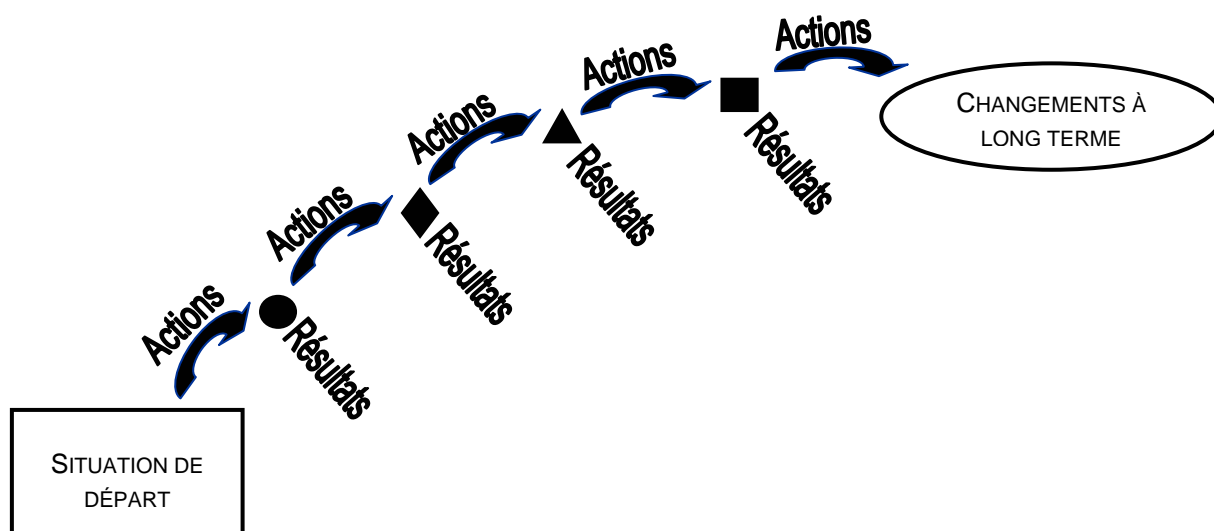 Actions
Résultats
Actions
Résultats
Actions
Résultats
Actions
Résultats
Actions
SITUATION DE
DÉPART
CHANGEMENTS À
LONG TERME